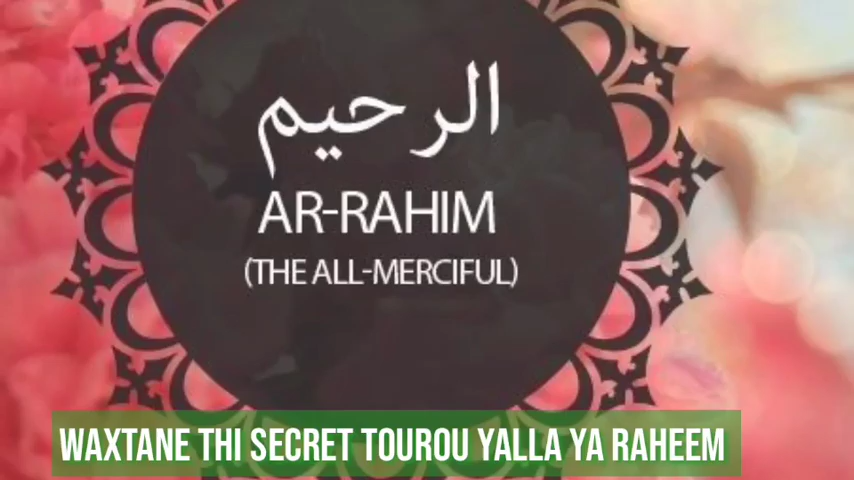 الرحيم
AR-RAHIM
(THE ALL-MERCIFUL)
WAXTANE THI SECRET TOUROU YALLA YA RAHEEM